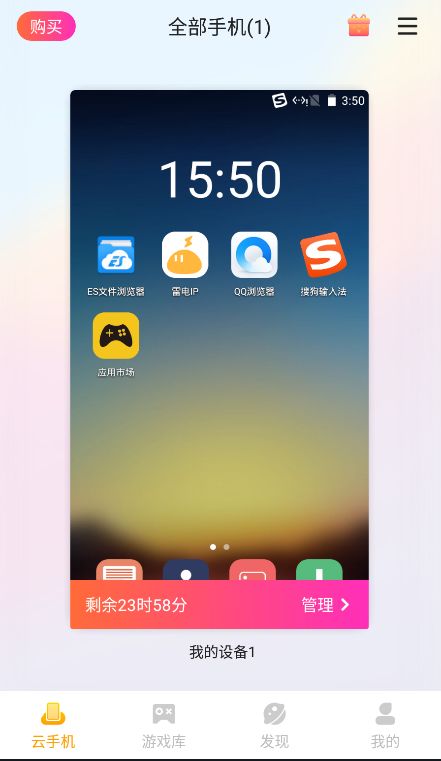 购买
全部手机(1)
3:50
15:50
ES文件浏览器
雷电IP
QQ浏览器
搜狗输入法
应用市场
剩余23时58分
管理
我的设备1
云手机
游戏库
发现
我的